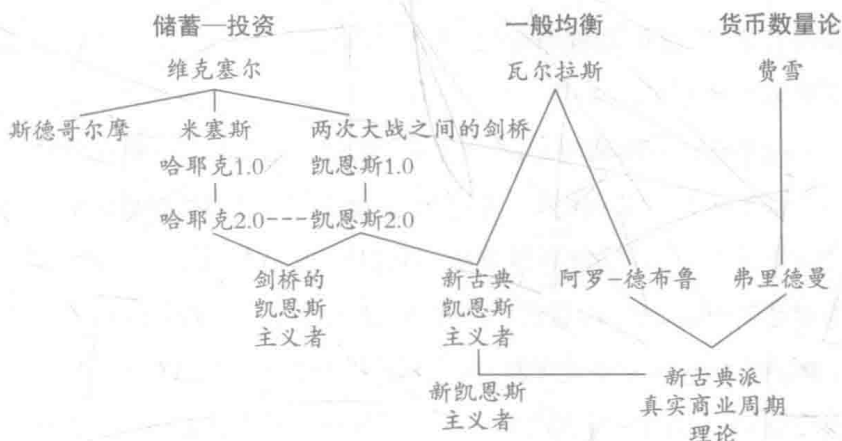 储蓄—投资 一般均衡 货币数量论
维克塞尔 瓦尔拉斯 费雪
斯德哥尔摩 米塞斯 两次大战之间的剑桥
哈耶克1.0 凯恩斯1.0
哈耶克2.0---凯恩斯2.0
剑桥的 新古典 阿罗-德布鲁 弗里德曼
凯恩斯 凯恩斯
主义者 主义者
新凯恩斯 新古典派
主义者 真实商业周期
理论